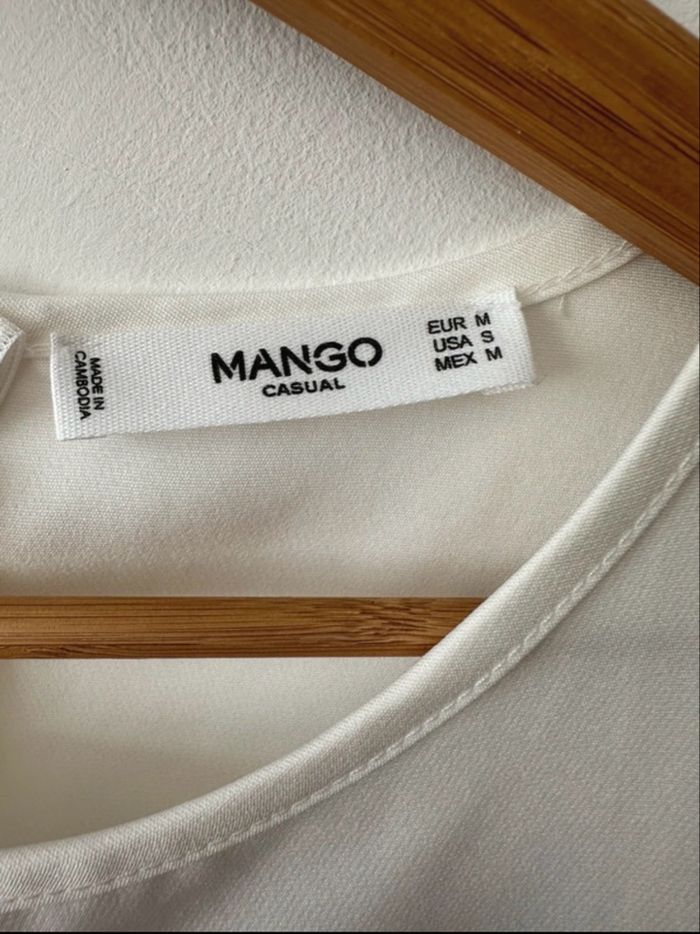 MADE IN
CAMBODIA
MANGO
CASUAL
EUR M
USA S
MEX M